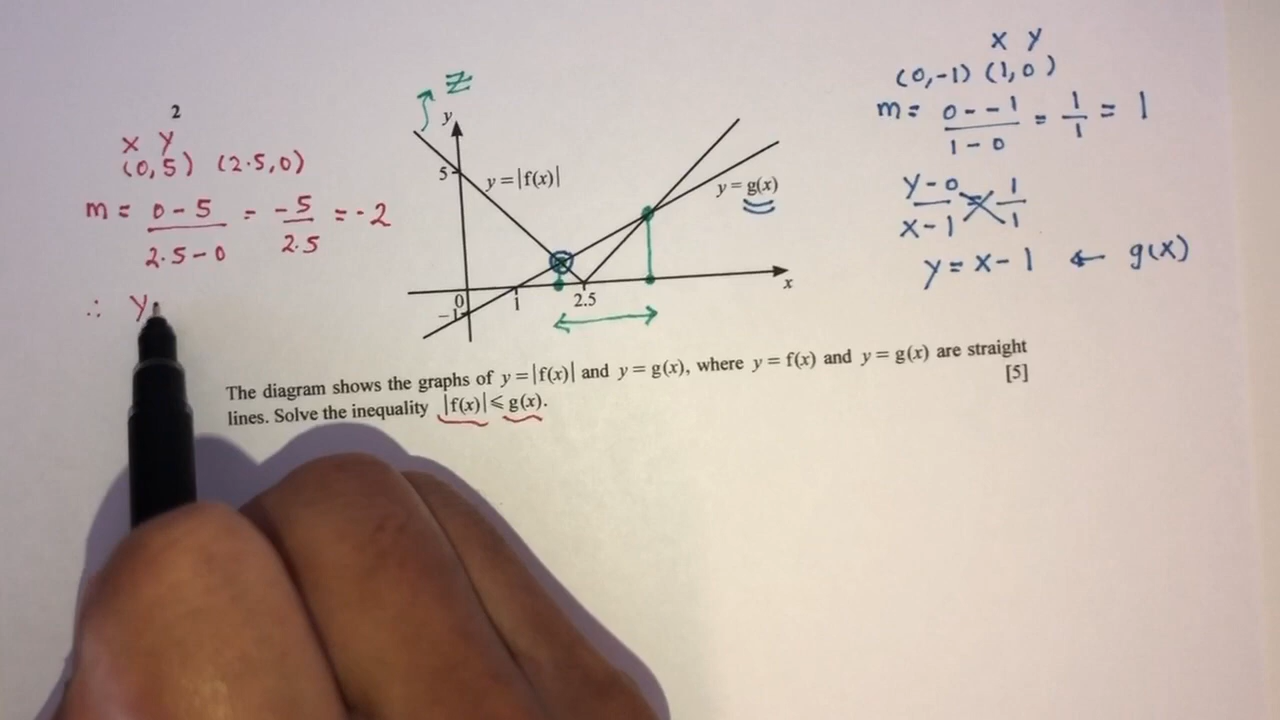 2
X Y
(0,5) (2.5,0)
m = 0-5 / 2.5-0 = -5 / 2.5 = -2
∴ y
Z
y
5
y=|f(x)|
y=g(x)
0
1
2.5
x
-1
X Y
(0,-1) (1,0)
m = 0--1 / 1-0 = 1/1 = 1
y-0 / x-1 = 1/1
y = x-1 ← g(x)
The diagram shows the graphs of y=|f(x)| and y=g(x), where y=f(x) and y=g(x) are straight
lines. Solve the inequality |f(x)|⩽g(x).
[5]